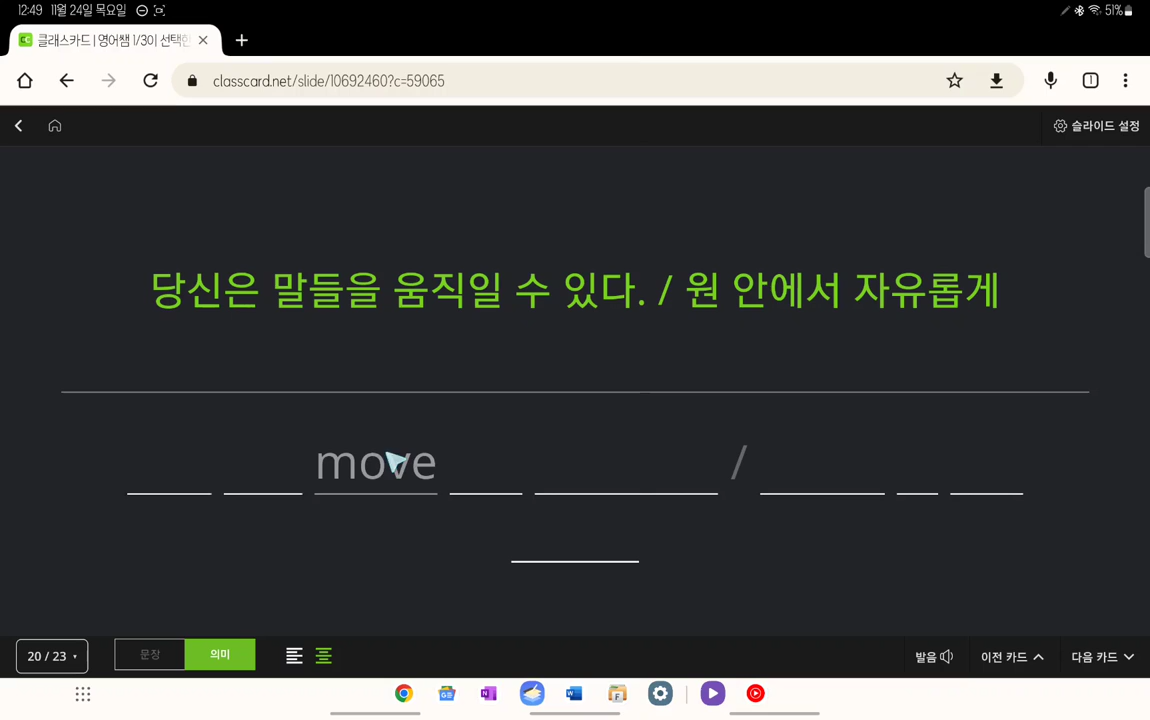 12:49 11월 24일 목요일
51%
클래스카드 | 영어쌤 1/3이 선택한
classcard.net/slide/10692460?c=59065
슬라이드 설정
당신은 말들을 움직일 수 있다. / 원 안에서 자유롭게
move /
20 / 23 문장 의미 발음 이전 카드 다음 카드